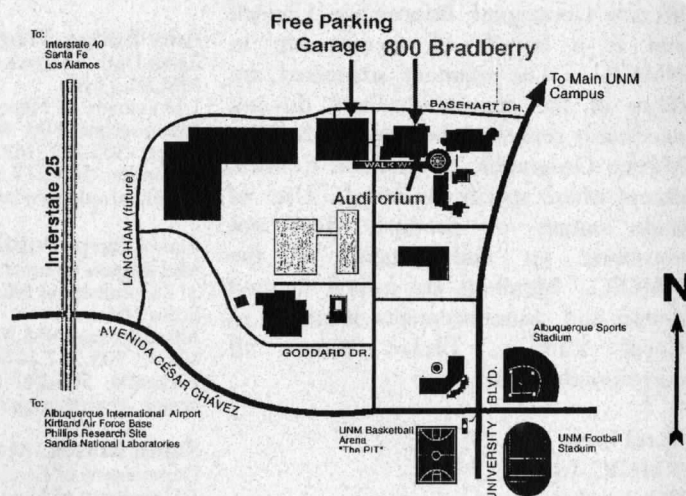 To:
Interstate 40
Santa Fe
Los Alamos
Free Parking
Garage
800 Bradberry
To Main UNM
Campus
BASEHART DR.
WALK WAY
Auditorium
Interstate 25
LANGHAM (future)
N
GODDARD DR.
AVENIDA CÉSAR CHÁVEZ
Albuquerque Sports
Stadium
To:
Albuquerque International Airport
Kirtland Air Force Base
Phillips Research Site
Sandia National Laboratories
UNM Basketball
Arena
"The PIT"
UNIVERSITY BLVD.
UNM Football
Staduim